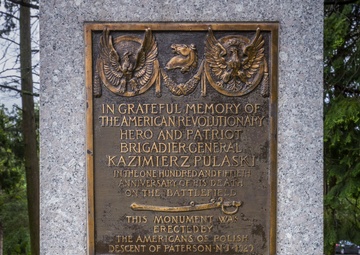 IN GRATEFUL MEMORY OF
THE AMERICAN REVOLUTIONARY
HERO AND PATRIOT
BRIGADIER GENERAL
KAZIMIERZ PULASKI
IN THE ONE HUNDRED AND FIFTIETH
ANNIVERSARY OF HIS DEATH
ON THE BATTLEFIELD
THIS MONUMENT WAS
ERECTED BY
THE AMERICANS OF POLISH
DESCENT OF PATERSON N·J·1929